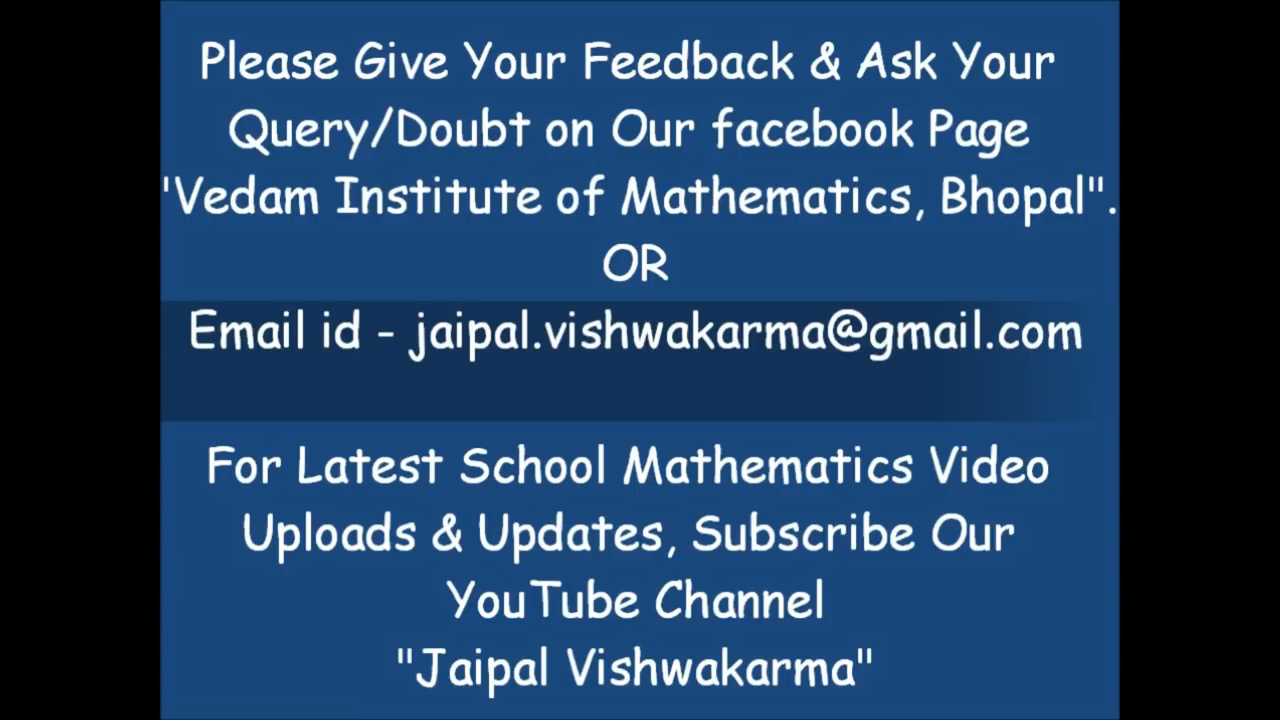 Please Give Your Feedback & Ask Your
Query/Doubt on Our facebook Page
'Vedam Institute of Mathematics, Bhopal".
OR
Email id - jaipal.vishwakarma@gmail.com
For Latest School Mathematics Video
Uploads & Updates, Subscribe Our
YouTube Channel
"Jaipal Vishwakarma"